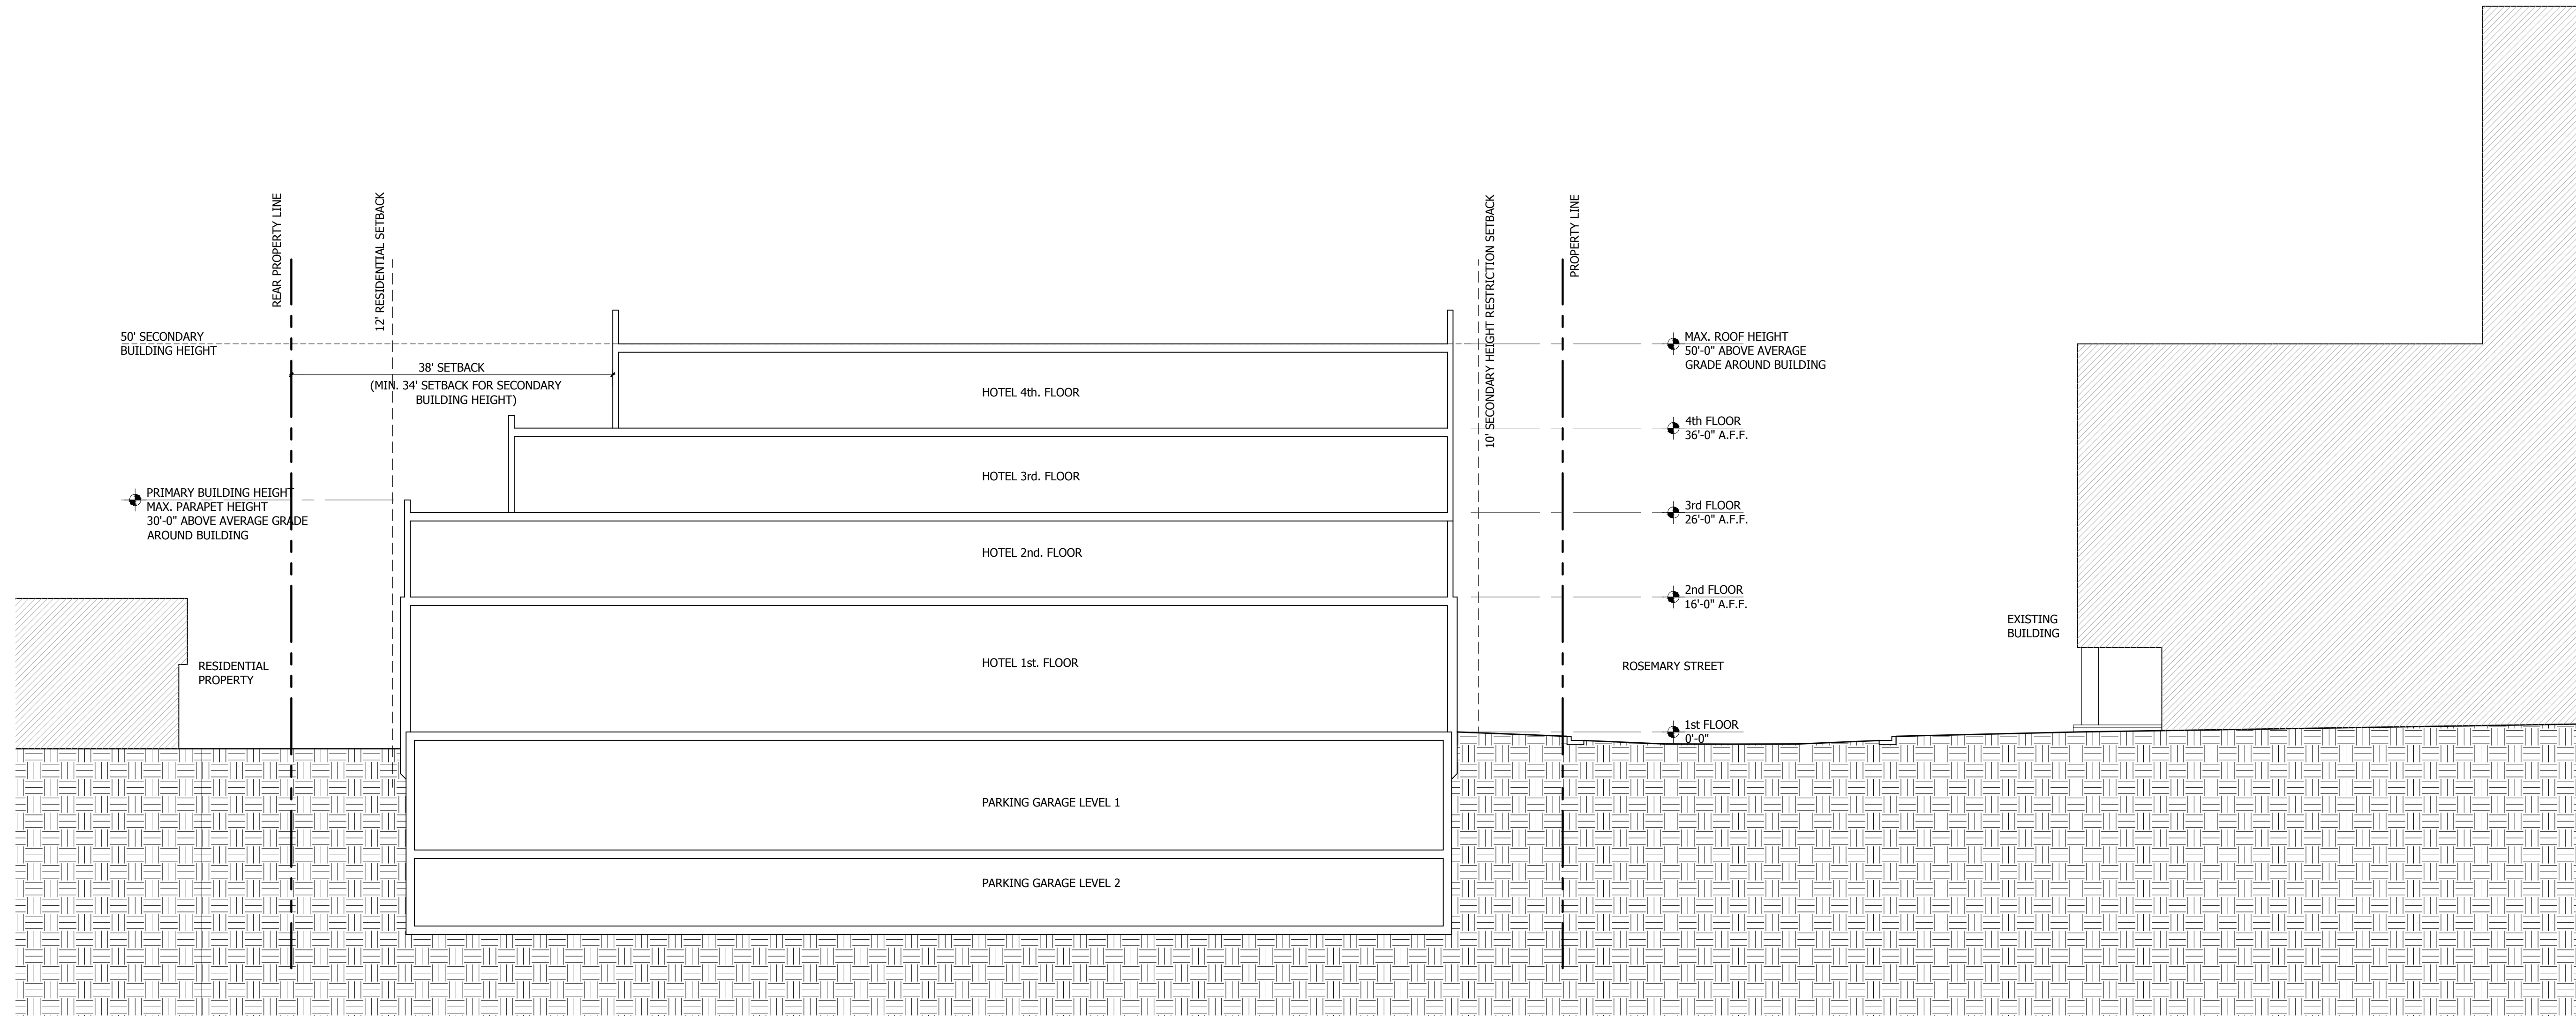 REAR PROPERTY LINE
12' RESIDENTIAL SETBACK
10' SECONDARY HEIGHT RESTRICTION SETBACK
PROPERTY LINE
50' SECONDARY
BUILDING HEIGHT
38' SETBACK
(MIN. 34' SETBACK FOR SECONDARY
BUILDING HEIGHT)
MAX. ROOF HEIGHT
50'-0" ABOVE AVERAGE
GRADE AROUND BUILDING
HOTEL 4th. FLOOR
4th FLOOR
36'-0" A.F.F.
HOTEL 3rd. FLOOR
PRIMARY BUILDING HEIGHT
MAX. PARAPET HEIGHT
30'-0" ABOVE AVERAGE GRADE
AROUND BUILDING
3rd FLOOR
26'-0" A.F.F.
HOTEL 2nd. FLOOR
2nd FLOOR
16'-0" A.F.F.
EXISTING
BUILDING
RESIDENTIAL
PROPERTY
HOTEL 1st. FLOOR
ROSEMARY STREET
1st FLOOR
0'-0"
PARKING GARAGE LEVEL 1
PARKING GARAGE LEVEL 2